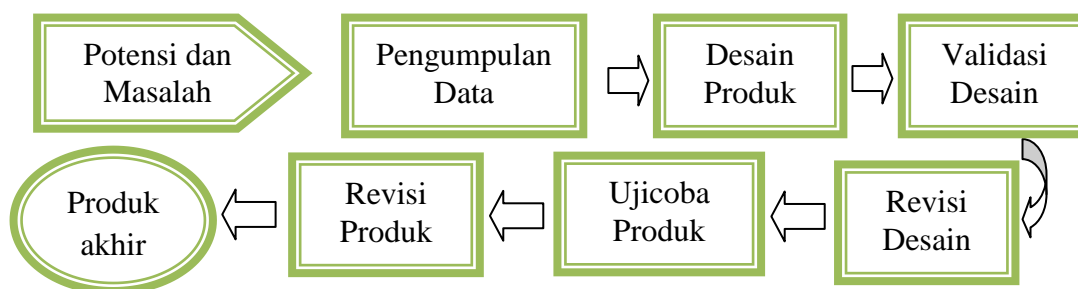 Potensi dan
Masalah
Pengumpulan
Data
Desain
Produk
Validasi
Desain
Revisi
Desain
Ujicoba
Produk
Revisi
Produk
Produk
akhir